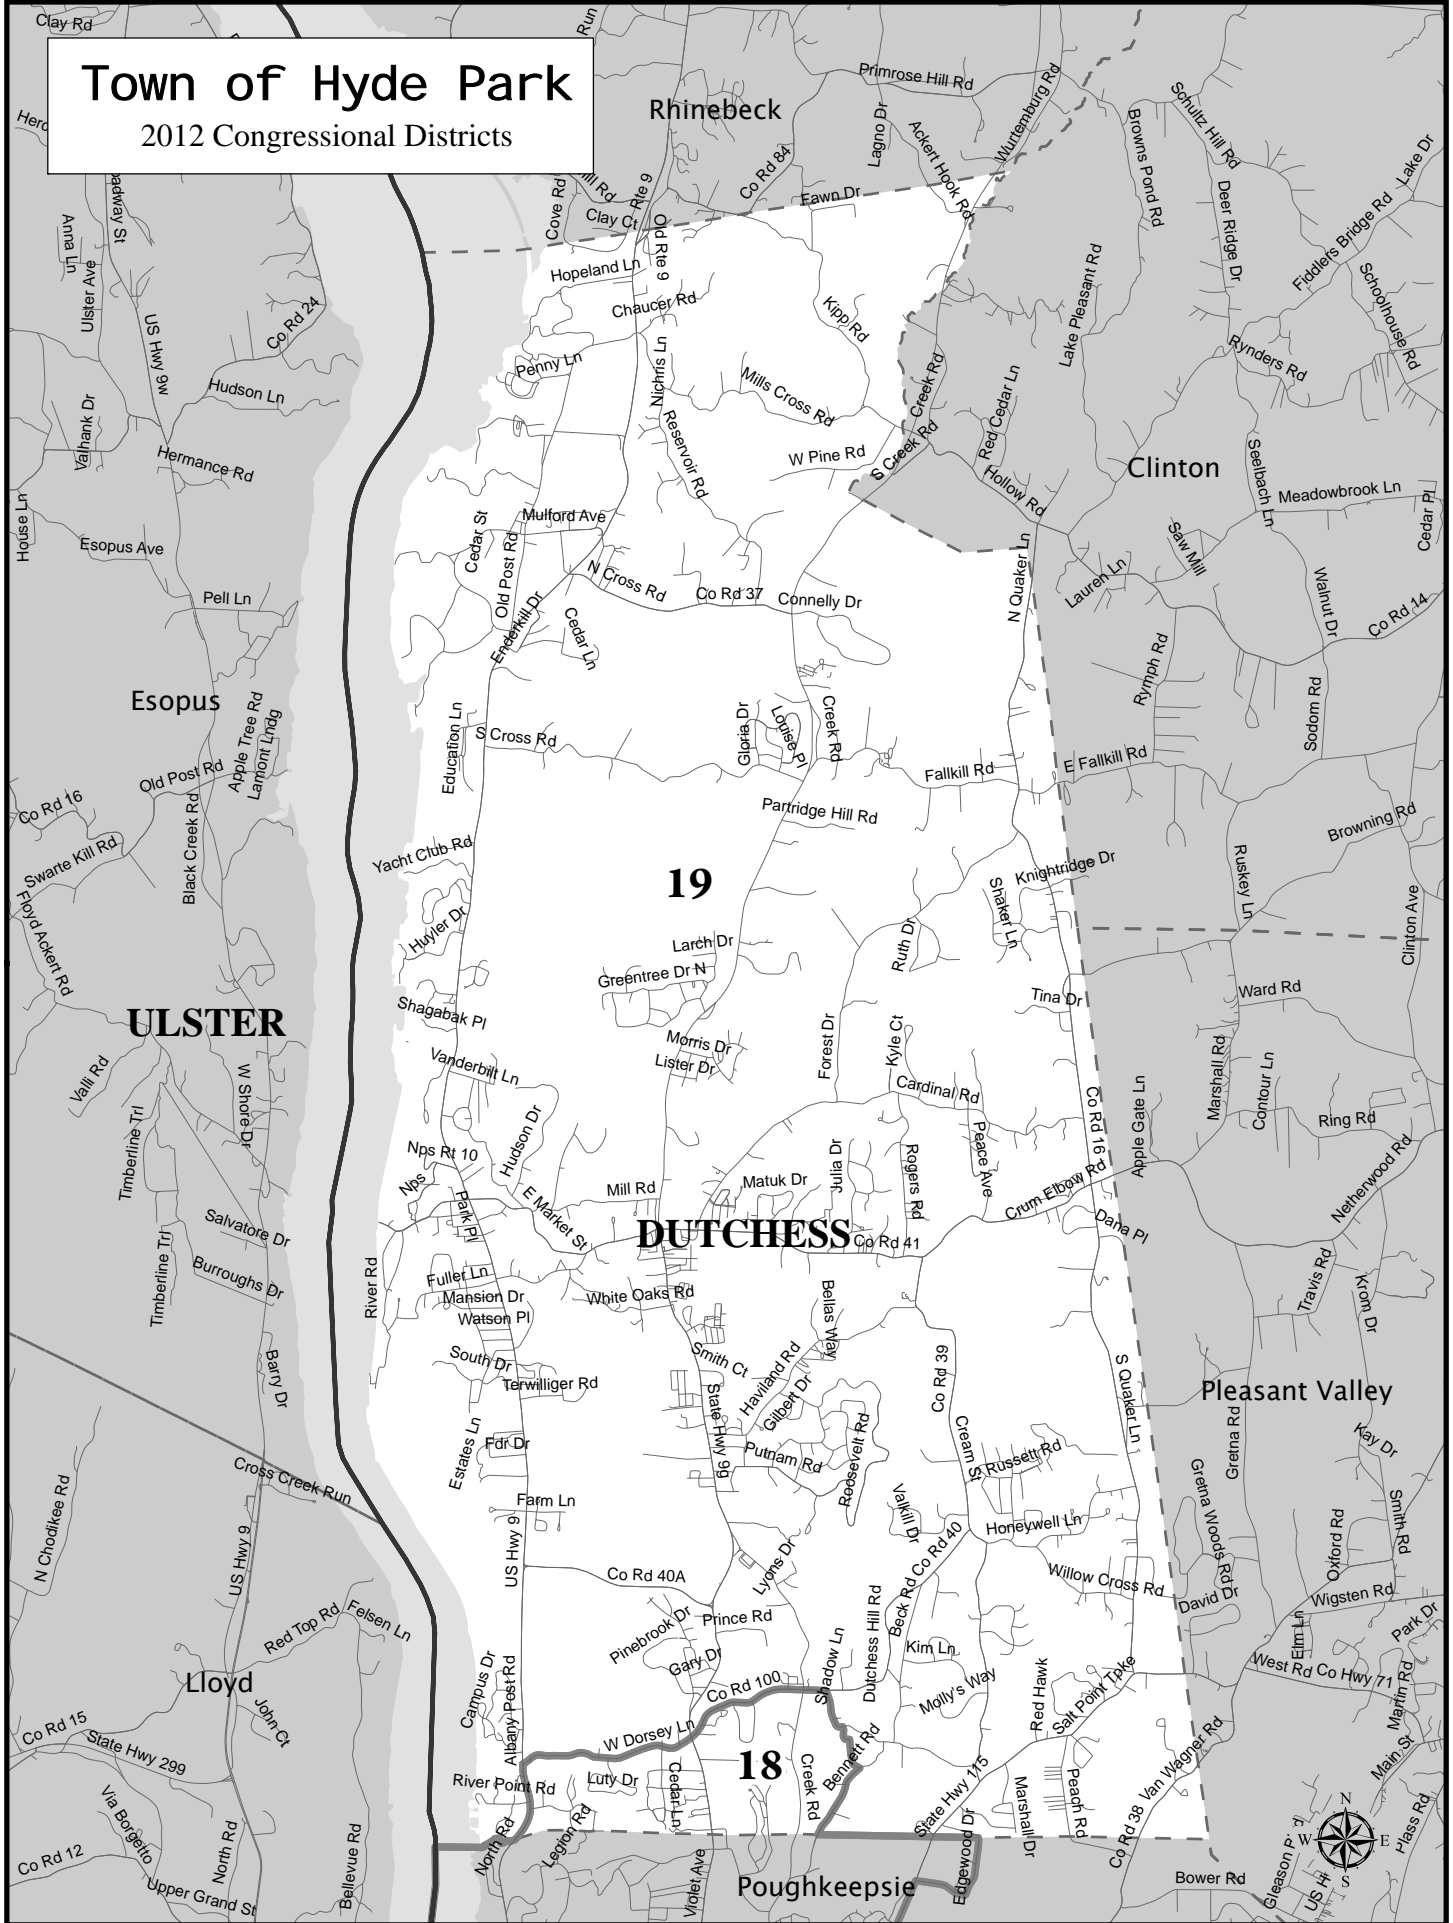 Clay Rd
Run
Town of Hyde Park
2012 Congressional Districts
Rhinebeck
Primrose Hill Rd
Wurtemburg Rd
Schultz Hill Rd
Lagno Dr
Ackert Hook Rd
Browns Pond Rd
Lake Dr
Co Rd 84
Fawn Dr
Rte 9
Cove Rd
Clay Ct
Old Rte 9
Deer Ridge Dr
Fiddlers Bridge Rd
Anna Ln
Ulster Ave
US Hwy 9w
Co Rd 24
Hopeland Ln
Chaucer Rd
Kipp Rd
Lake Pleasant Rd
Schoolhouse Rd
Rynders Rd
Penny Ln
Nichris Ln
Mills Cross Rd
Creek Rd
Red Cedar Ln
Hudson Ln
Valhank Dr
Hermance Rd
Reservoir Rd
W Pine Rd
S Creek Rd
Hollow Rd
Clinton
Seelbach Ln
Meadowbrook Ln
Cedar Pl
House Ln
Esopus Ave
Cedar St
Mulford Ave
Old Post Rd
N Cross Rd
Co Rd 37
Connelly Dr
N Quaker Ln
Lauren Ln
Saw Mill
Walnut Dr
Co Rd 14
Pell Ln
Enderkill Dr
Cedar Ln
Rymph Rd
Sodom Rd
Esopus
Apple Tree Rd
Lamont Lndg
Education Ln
S Cross Rd
Gloria Dr
Louise Pl
Creek Rd
Fallkill Rd
E Fallkill Rd
Old Post Rd
Co Rd 16
Black Creek Rd
Partridge Hill Rd
Browning Rd
Swarte Kill Rd
Yacht Club Rd
19
Knightridge Dr
Shaker Ln
Ruskey Ln
Clinton Ave
Floyd Ackert Rd
Huyler Dr
Larch Dr
Greentree Dr N
Ruth Dr
Tina Dr
Ward Rd
ULSTER
Shagabak Pl
Morris Dr
Lister Dr
Forest Dr
Kyle Ct
Cardinal Rd
Vanderbilt Ln
Valli Rd
W Shore Dr
Timberline Trl
Hudson Dr
Nps Rt 10
Nps
Park Pl
E Market St
Mill Rd
Matuk Dr
Julia Dr
Rogers Rd
Peace Ave
Co Rd 16
Crum Elbow Rd
Apple Gate Ln
Marshall Rd
Contour Ln
Ring Rd
Netherwood Rd
DUTCHESS
Co Rd 41
Dana Pl
Salvatore Dr
Timberline Trl
Burroughs Dr
River Rd
Fuller Ln
Mansion Dr
Watson Pl
White Oaks Rd
Bellas Way
Travis Rd
Krom Dr
Barry Dr
South Dr
Terwilliger Rd
Smith Ct
Haviland Rd
Gilbert Dr
Co Rd 39
S Quaker Ln
Pleasant Valley
Gretna Rd
Kay Dr
State Hwy 9g
Putnam Rd
Roosevelt Rd
Cream St
Russett Rd
Estates Ln
Fdr Dr
Farm Ln
Valkill Dr
Honeywell Ln
Gretna Woods Rd
Smith Rd
Oxford Rd
Cross Creek Run
N Chodikee Rd
US Hwy 6
US Hwy 9
Co Rd 40A
Lyons Dr
Co Rd 40
Beck Rd
Willow Cross Rd
David Dr
Wigsten Rd
Park Dr
Elm Ln
Red Top Rd
Felsen Ln
Pinebrook Dr
Prince Rd
Gary Dr
Dutchess Hill Rd
Kim Ln
Molly's Way
Red Hawk
Salt Point Tpke
West Rd
Co Hwy 71
Martin Rd
Lloyd
John Ct
Campus Dr
Albany Post Rd
Co Rd 100
Shadow Ln
Co Rd 15
State Hwy 299
W Dorsey Ln
18
Bennett Rd
Van Wagner Rd
Main St
River Point Rd
Luty Dr
Cedar Ln
Creek Rd
State Hwy 115
Marshall Dr
Peach Rd
Co Rd 38
Plass Rd
Via Borgetto
North Rd
Legion Rd
North Rd
Edgewood Dr
Co Rd 12
Upper Grand St
Bellevue Rd
Violet Ave
Poughkeepsie
Bower Rd
N
W
E
S